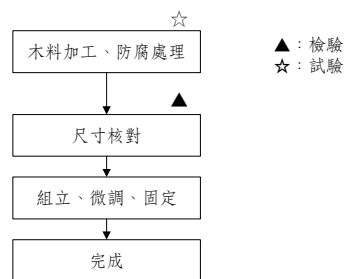 ☆
木料加工、防腐處理
▲：檢驗
☆：試驗
▲
尺寸核對
組立、微調、固定
完成